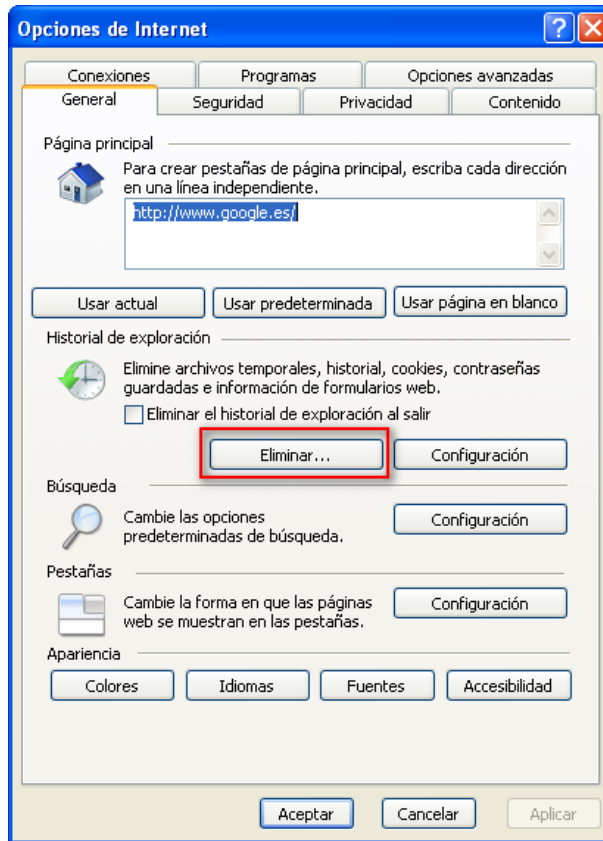 Opciones de Internet
Conexiones Programas Opciones avanzadas
General Seguridad Privacidad Contenido
Página principal
Para crear pestañas de página principal, escriba cada dirección
en una línea independiente.
http://www.google.es/
Usar actual Usar predeterminada Usar página en blanco
Historial de exploración
Elimine archivos temporales, historial, cookies, contraseñas
guardadas e información de formularios web.
Eliminar el historial de exploración al salir
Eliminar... Configuración
Búsqueda
Cambie las opciones
predeterminadas de búsqueda.
Configuración
Pestañas
Cambie la forma en que las páginas
web se muestran en las pestañas.
Configuración
Apariencia
Colores Idiomas Fuentes Accesibilidad
Aceptar Cancelar Aplicar